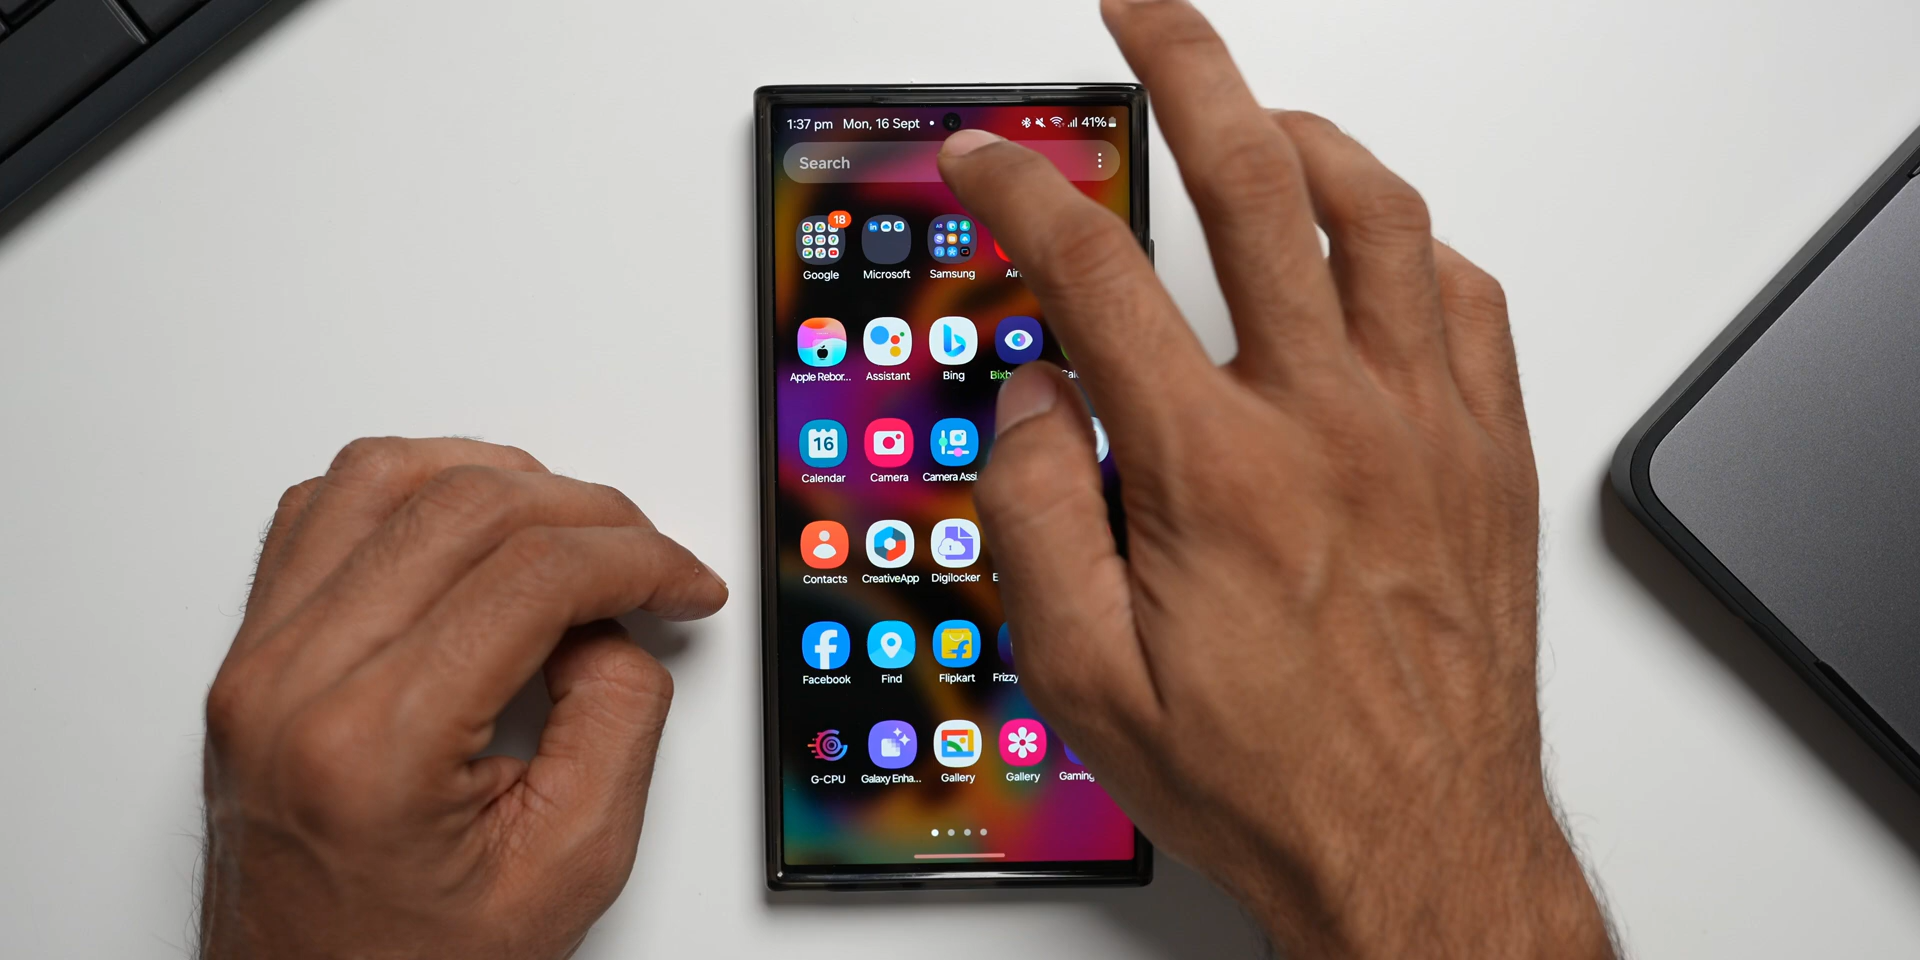 1:37 pm Mon, 16 Sept • 41%
Search
18
Google Microsoft Samsung
Apple Rebor... Assistant Bing
16
Calendar Camera Camera Assi
Contacts CreativeApp Digilocker
Facebook Find Flipkart Frizzy
G-CPU Galaxy Enha... Gallery Gallery Gaming